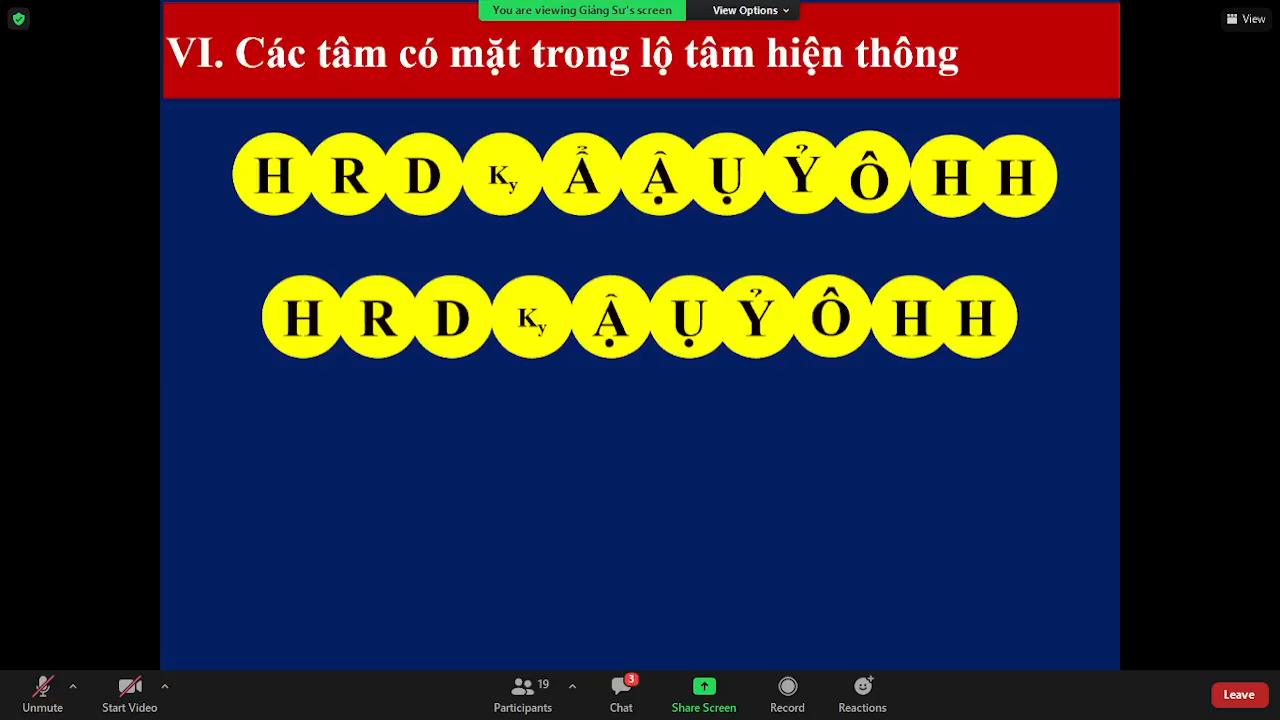 You are viewing Giảng Sư's screen
View Options
View
VI. Các tâm có mặt trong lộ tâm hiện thông
H R D Ky Ẩ Ậ Ụ Ỷ Ô H H
H R D Ky Ậ Ụ Ỷ Ô H H
Unmute
Start Video
19
Participants
3
Chat
Share Screen
Record
Reactions
Leave